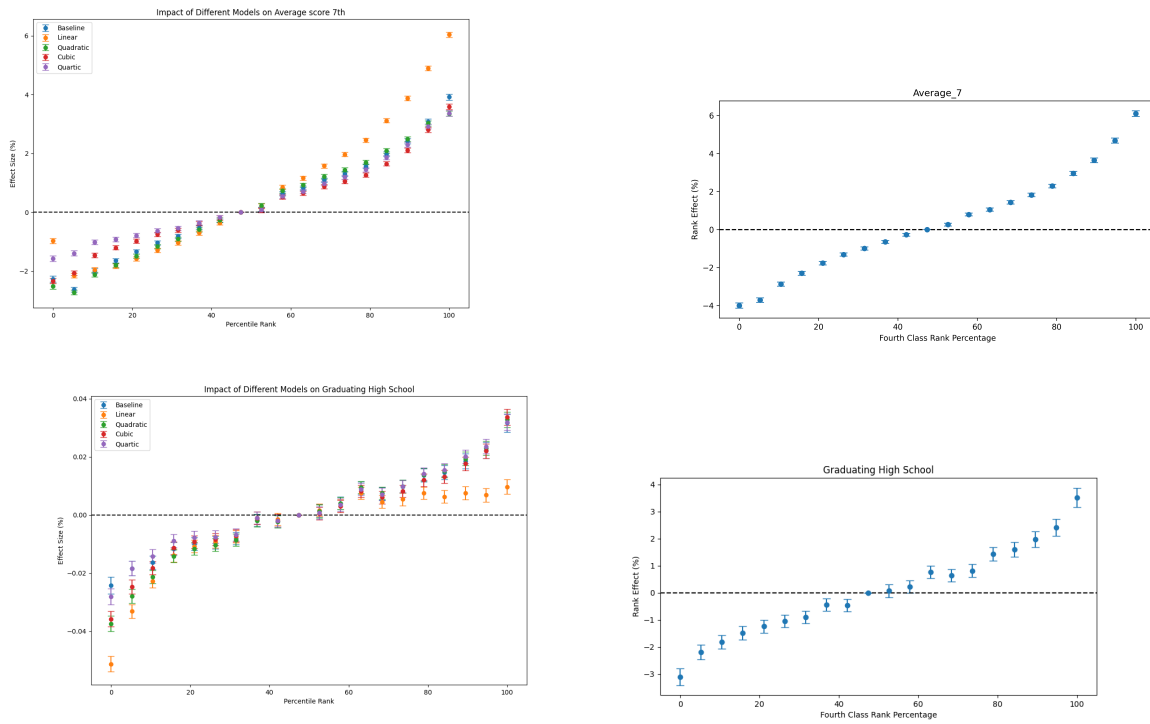 Impact of Different Models on Average score 7th
Baseline
Linear
Quadratic
Cubic
Quartic
6
4
2
0
−2
Effect Size (%)
0 20 40 60 80 100
Percentile Rank
Average_7
6
4
2
0
−2
−4
Rank Effect (%)
0 20 40 60 80 100
Fourth Class Rank Percentage
Impact of Different Models on Graduating High School
Baseline
Linear
Quadratic
Cubic
Quartic
0.04
0.02
0.00
−0.02
−0.04
Effect Size (%)
0 20 40 60 80 100
Percentile Rank
Graduating High School
4
3
2
1
0
−1
−2
−3
Rank Effect (%)
0 20 40 60 80 100
Fourth Class Rank Percentage